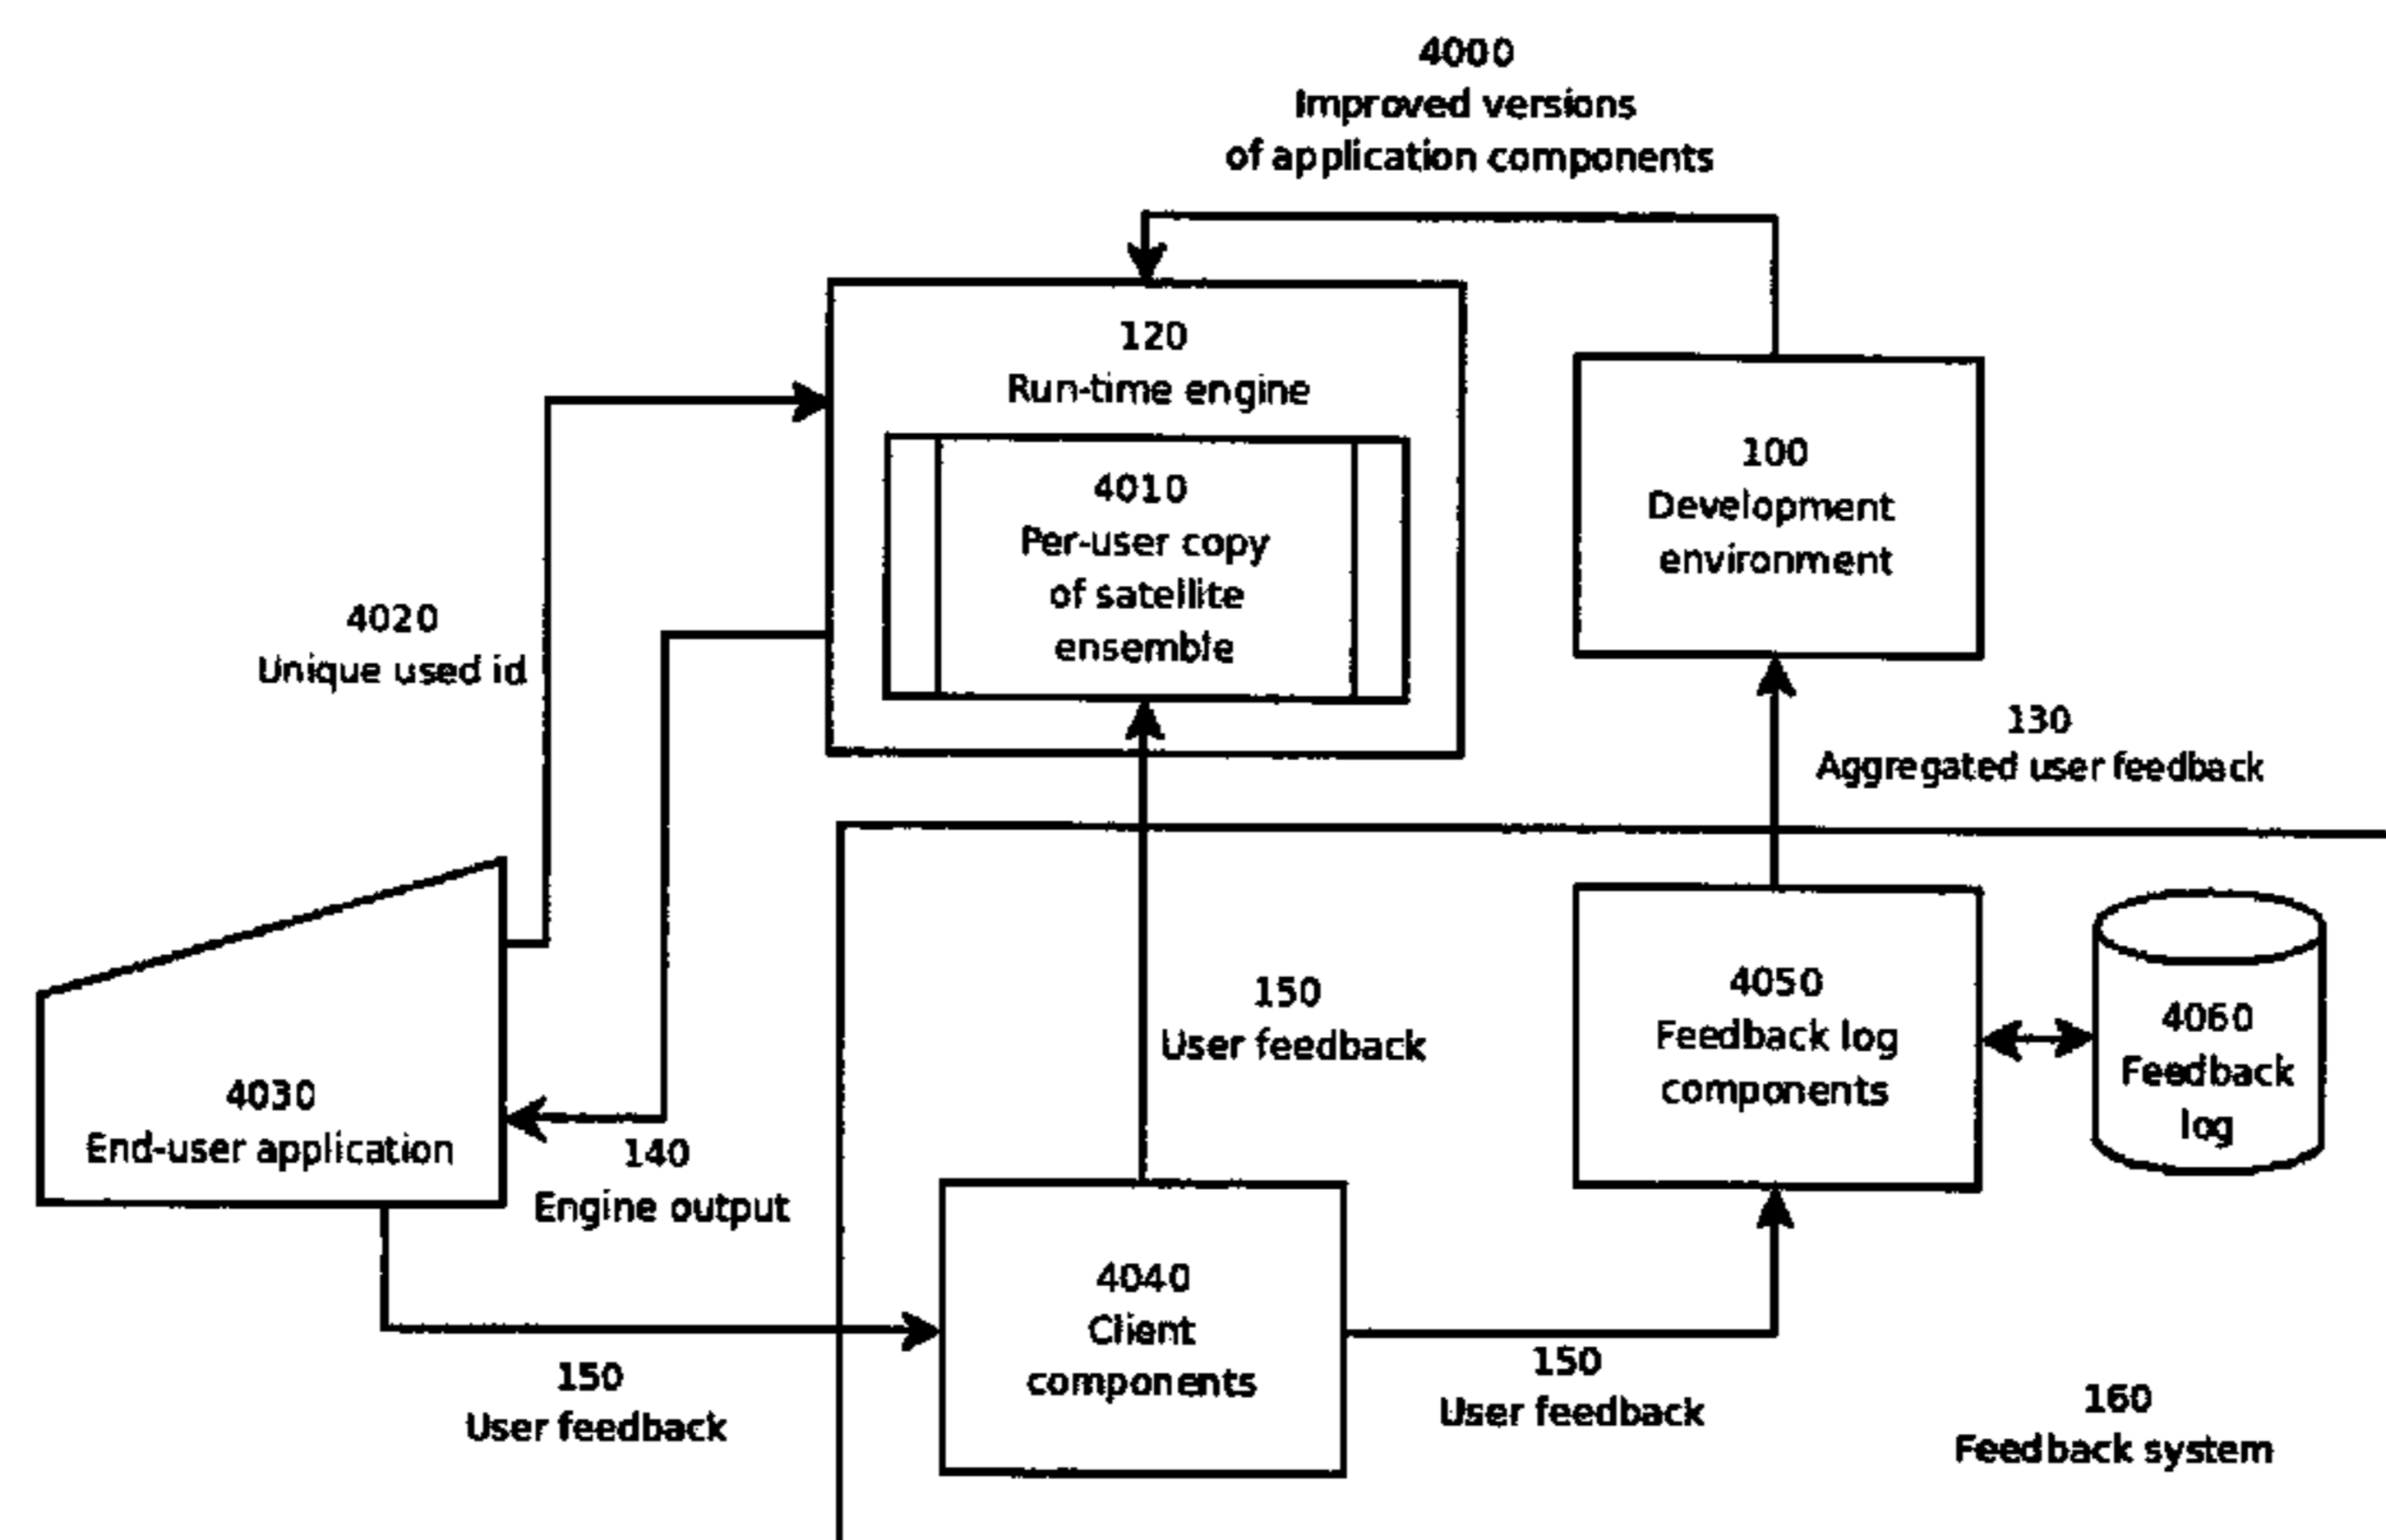 4000
Improved versions
of application components
120
Run-time engine
4010
Per-user copy
of satellite
ensemble
100
Development
environment
4020
Unique used id
130
Aggregated user feedback
4030
End-user application
140
Engine output
150
User feedback
4050
Feedback log
components
4060
Feedback
log
4040
Client
components
150
User feedback
150
User feedback
160
Feedback system